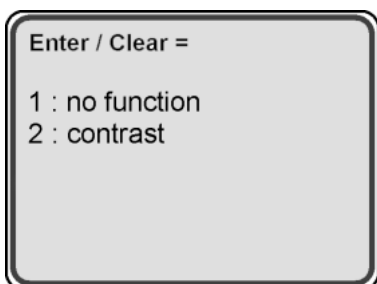 Enter / Clear =
1 : no function
2 : contrast